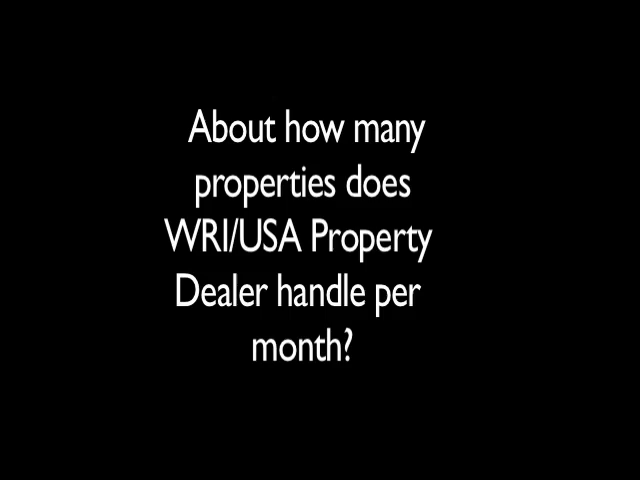 About how many
properties does
WRI/USA Property
Dealer handle per
month?